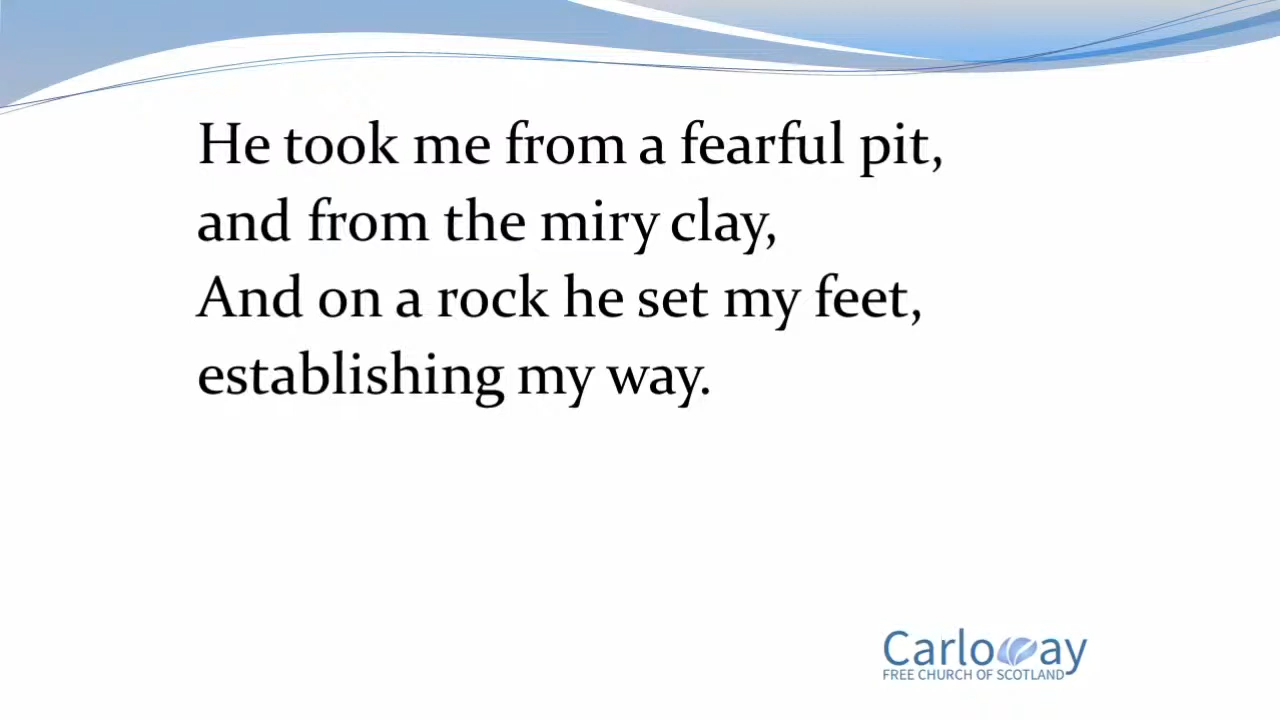 He took me from a fearful pit,
and from the miry clay,
And on a rock he set my feet,
establishing my way.
Carloway
FREE CHURCH OF SCOTLAND